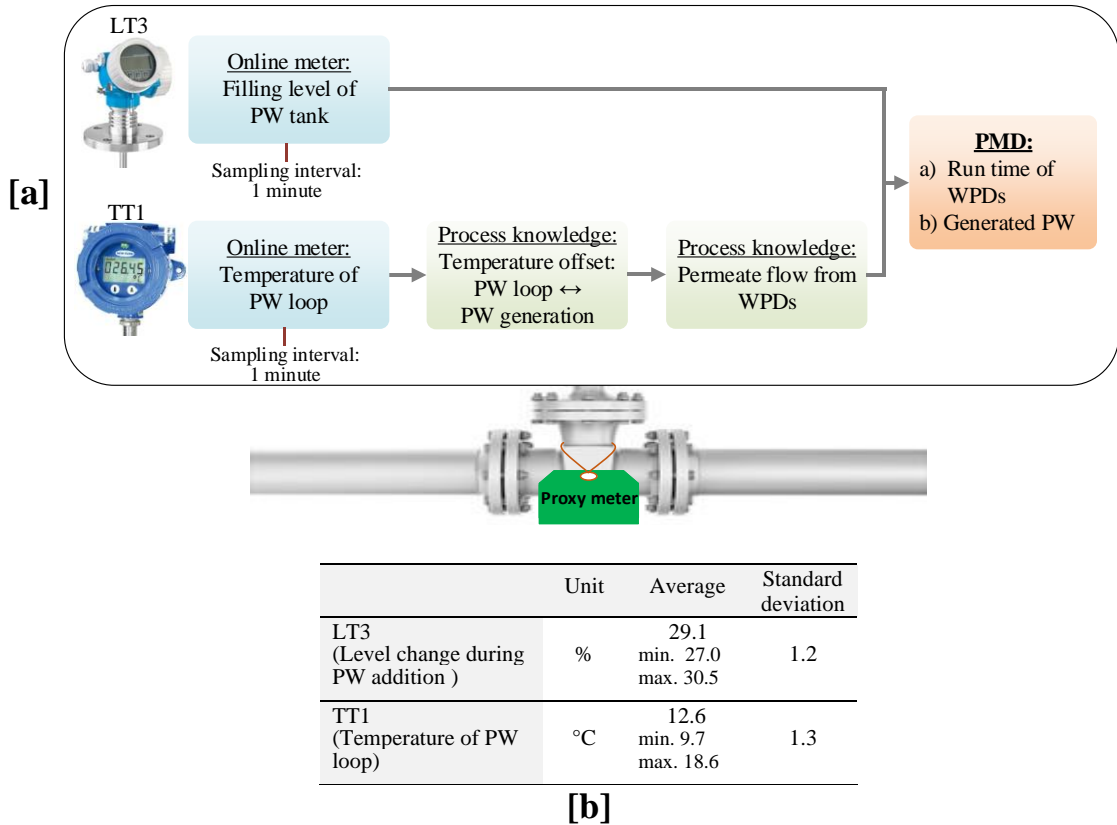 LT3
Online meter:
Filling level of
PW tank
Sampling interval:
1 minute
[a]
TT1
026.45
Online meter:
Temperature of
PW loop
Sampling interval:
1 minute
Process knowledge:
Temperature offset:
PW loop ↔
PW generation
Process knowledge:
Permeate flow from
WPDs
PMD:
a) Run time of
WPDs
b) Generated PW
Proxy meter
Unit Average Standard
deviation
LT3
(Level change during
PW addition )
%
29.1
min. 27.0
max. 30.5
1.2
TT1
(Temperature of PW
loop)
°C
12.6
min. 9.7
max. 18.6
1.3
[b]